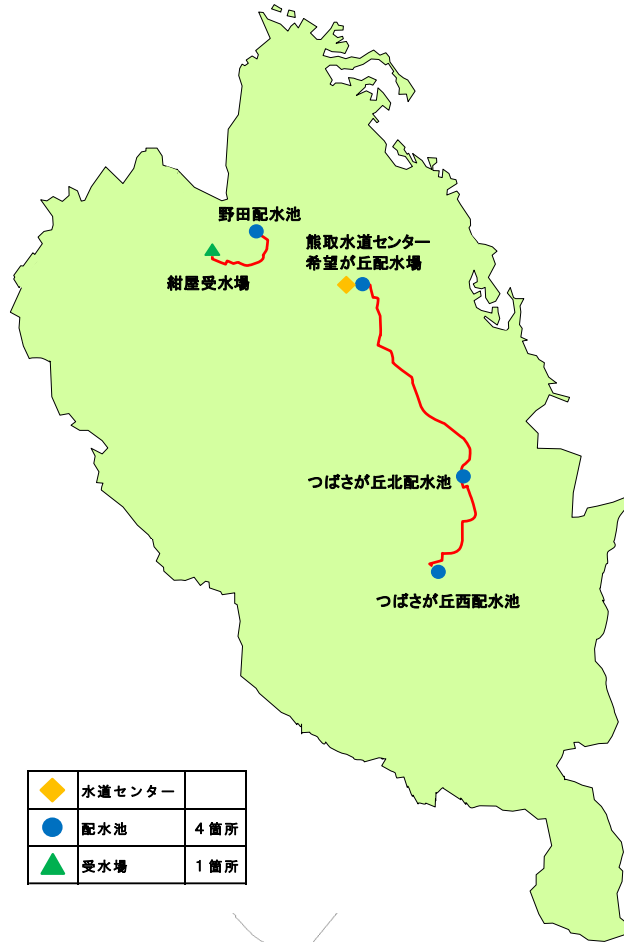 野田配水池
熊取水道センター
希望が丘配水場
紺屋受水場
つばさが丘北配水池
つばさが丘西配水池
水道センター
配水池 4箇所
受水場 1箇所